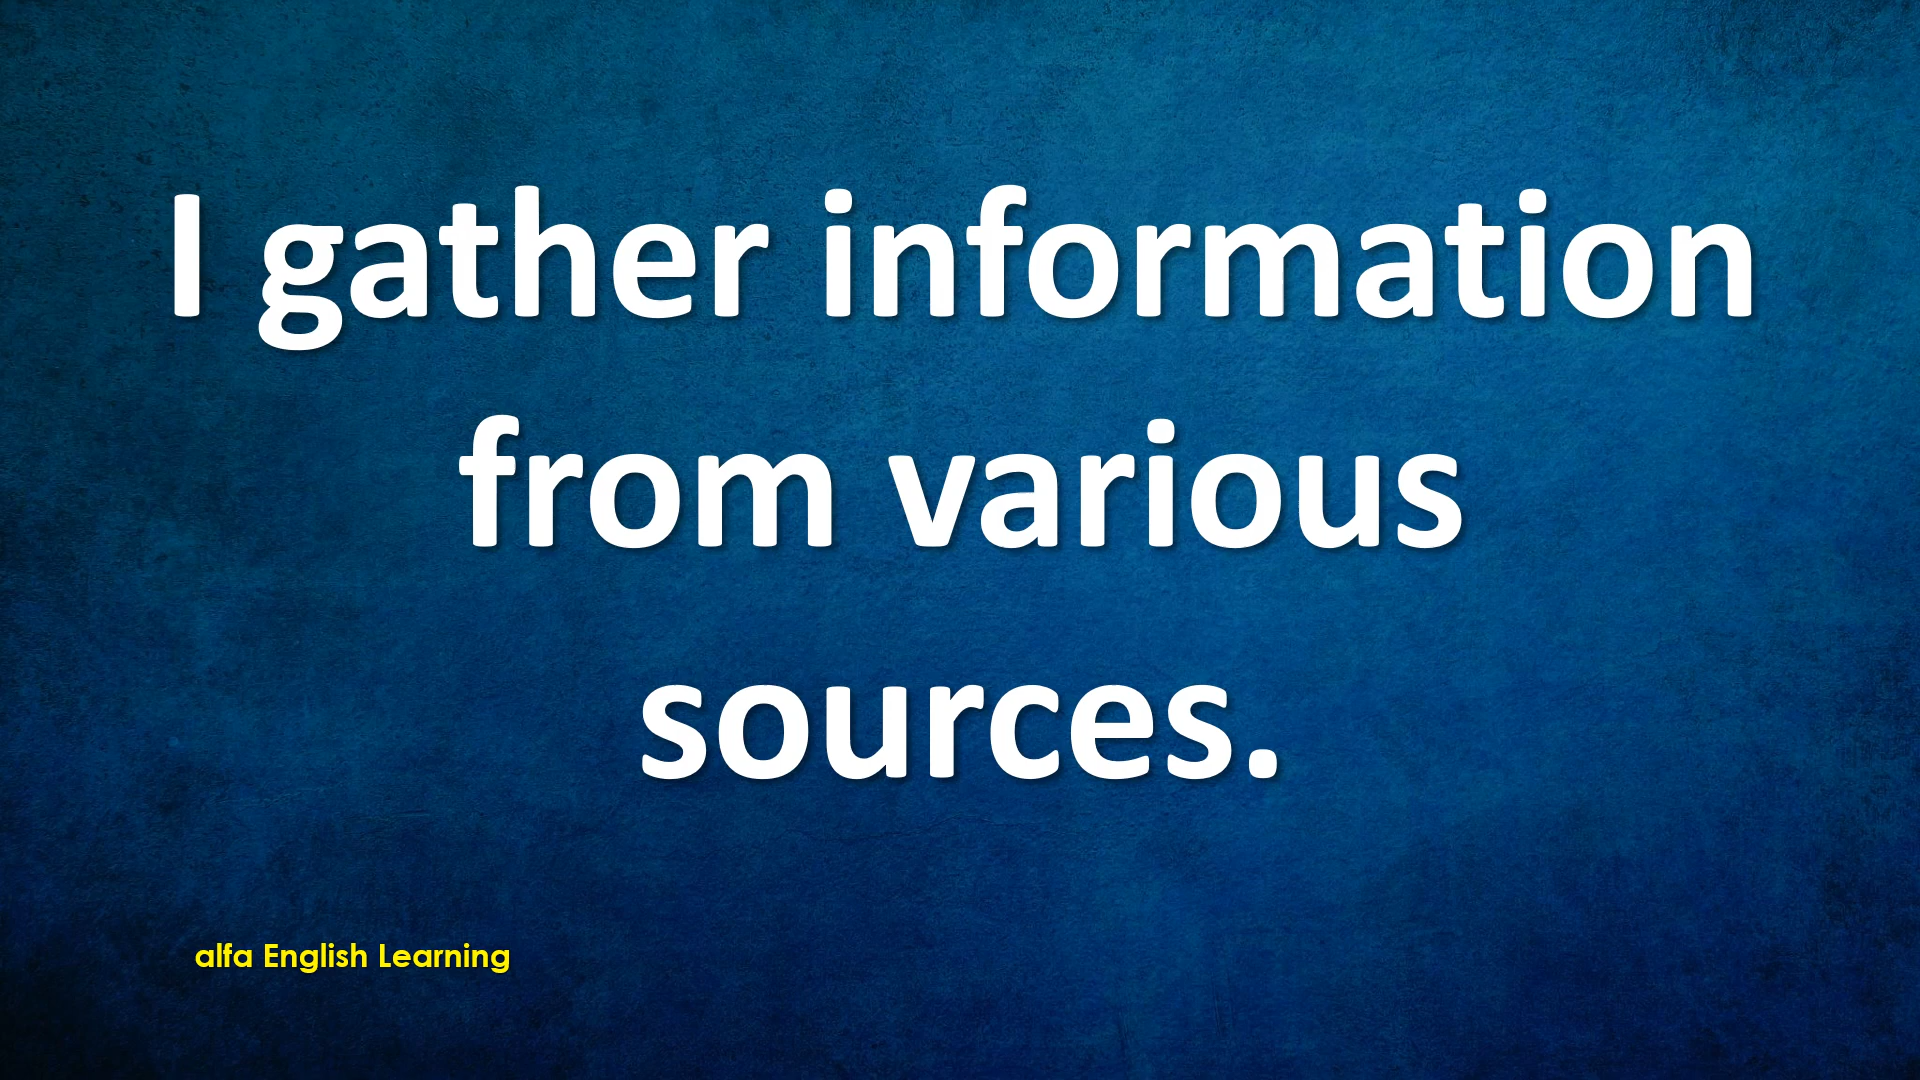 I gather information
from various
sources.
alfa English Learning